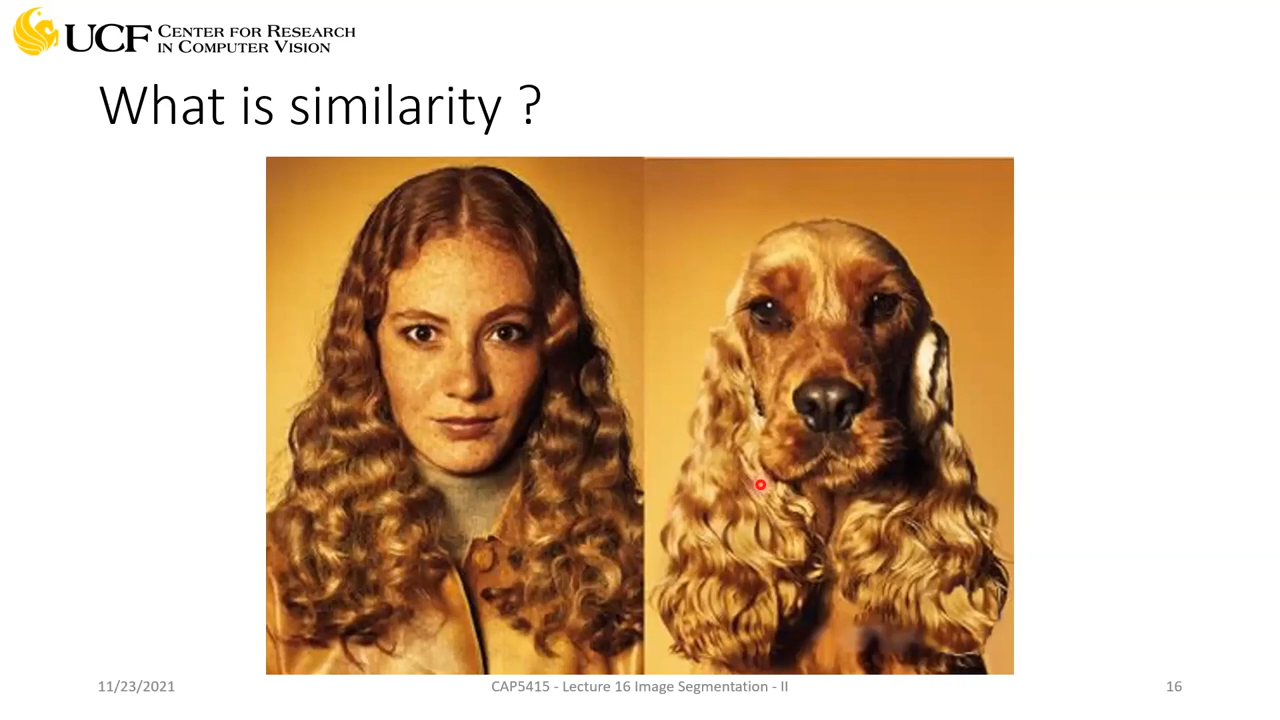 UCF CENTER FOR RESEARCH
IN COMPUTER VISION
What is similarity ?
11/23/2021
CAP5415 - Lecture 16 Image Segmentation - II
16